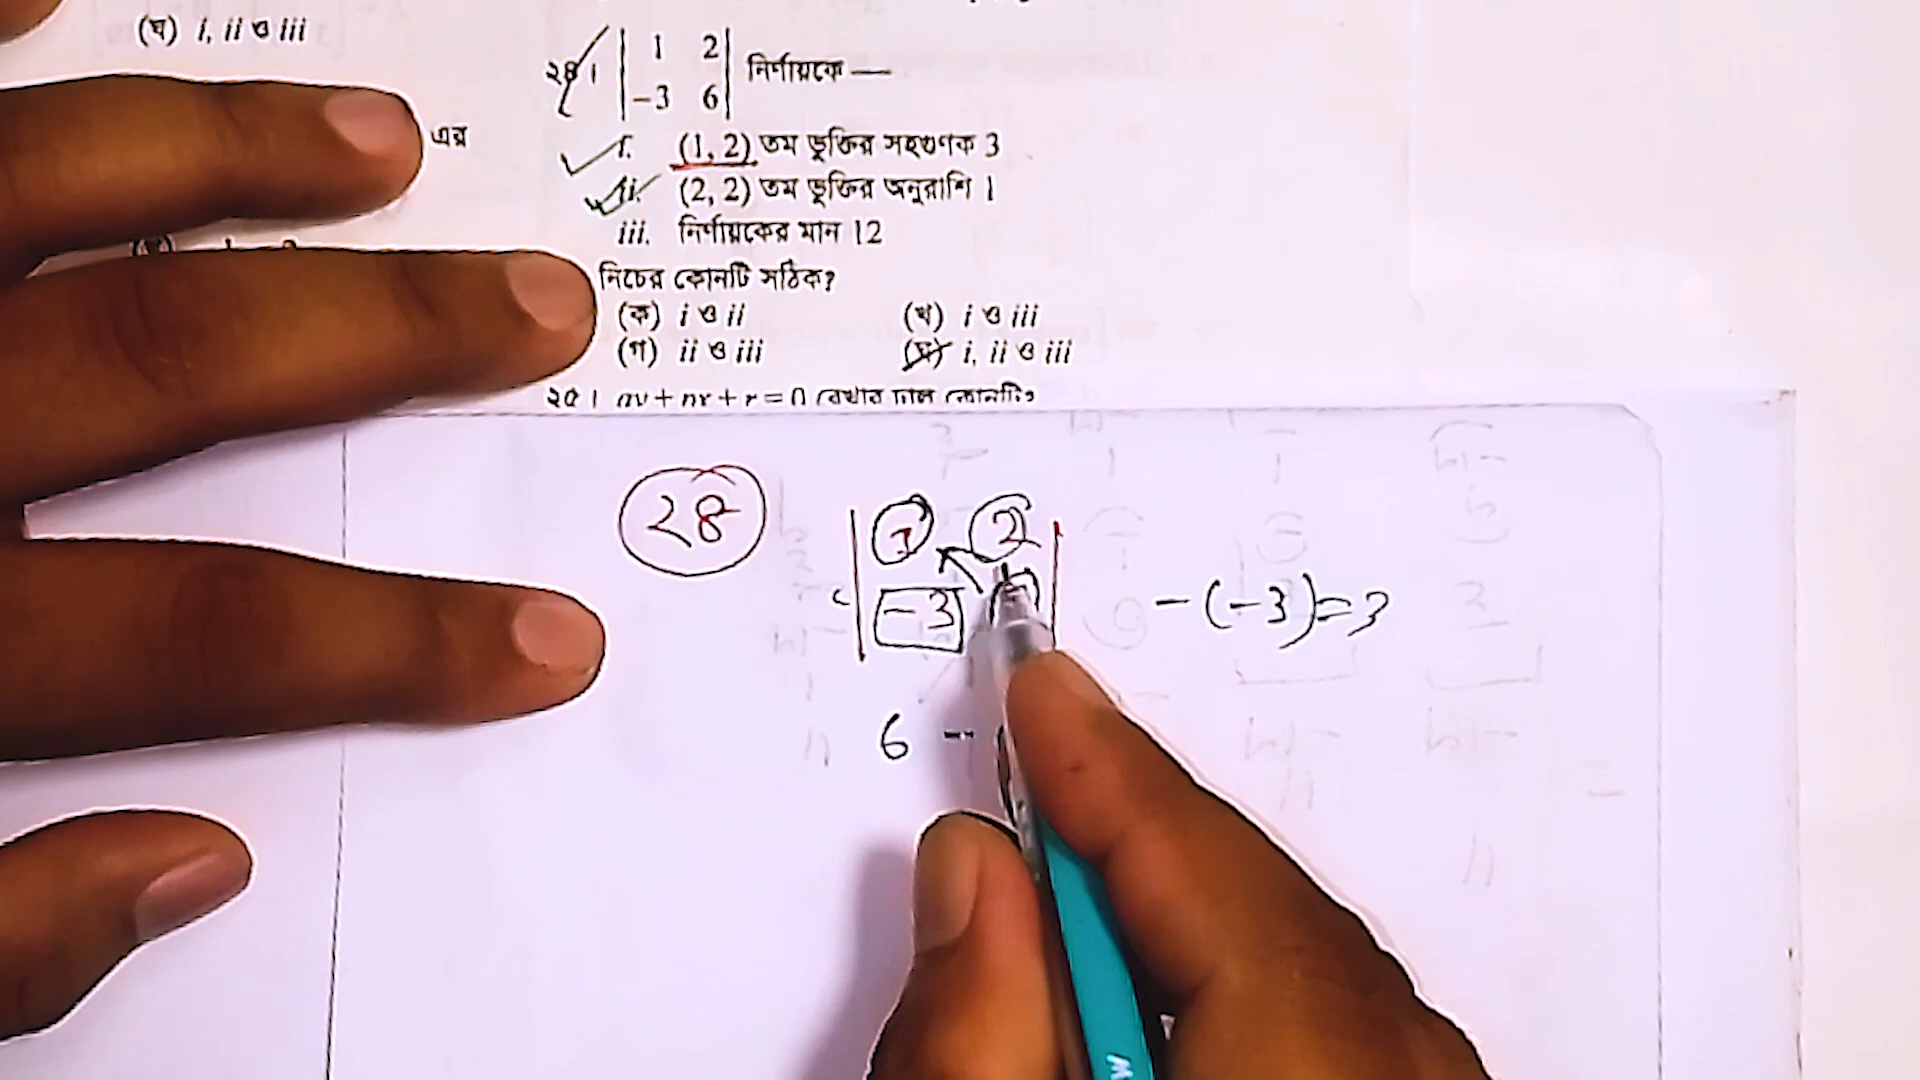 (ঘ) i, ii ও iii
এর
২৪। | 1 2 | নির্ণায়কে —
| −3 6 |
i. (1, 2) তম ভুক্তির সহগুণক 3
ii. (2, 2) তম ভুক্তির অনুরাশি 1
iii. নির্ণায়কের মান 12
নিচের কোনটি সঠিক?
(ক) i ও ii (খ) i ও iii
(গ) ii ও iii (ঘ) i, ii ও iii
২৪
1 2
-3 -(-3)=3
6 -